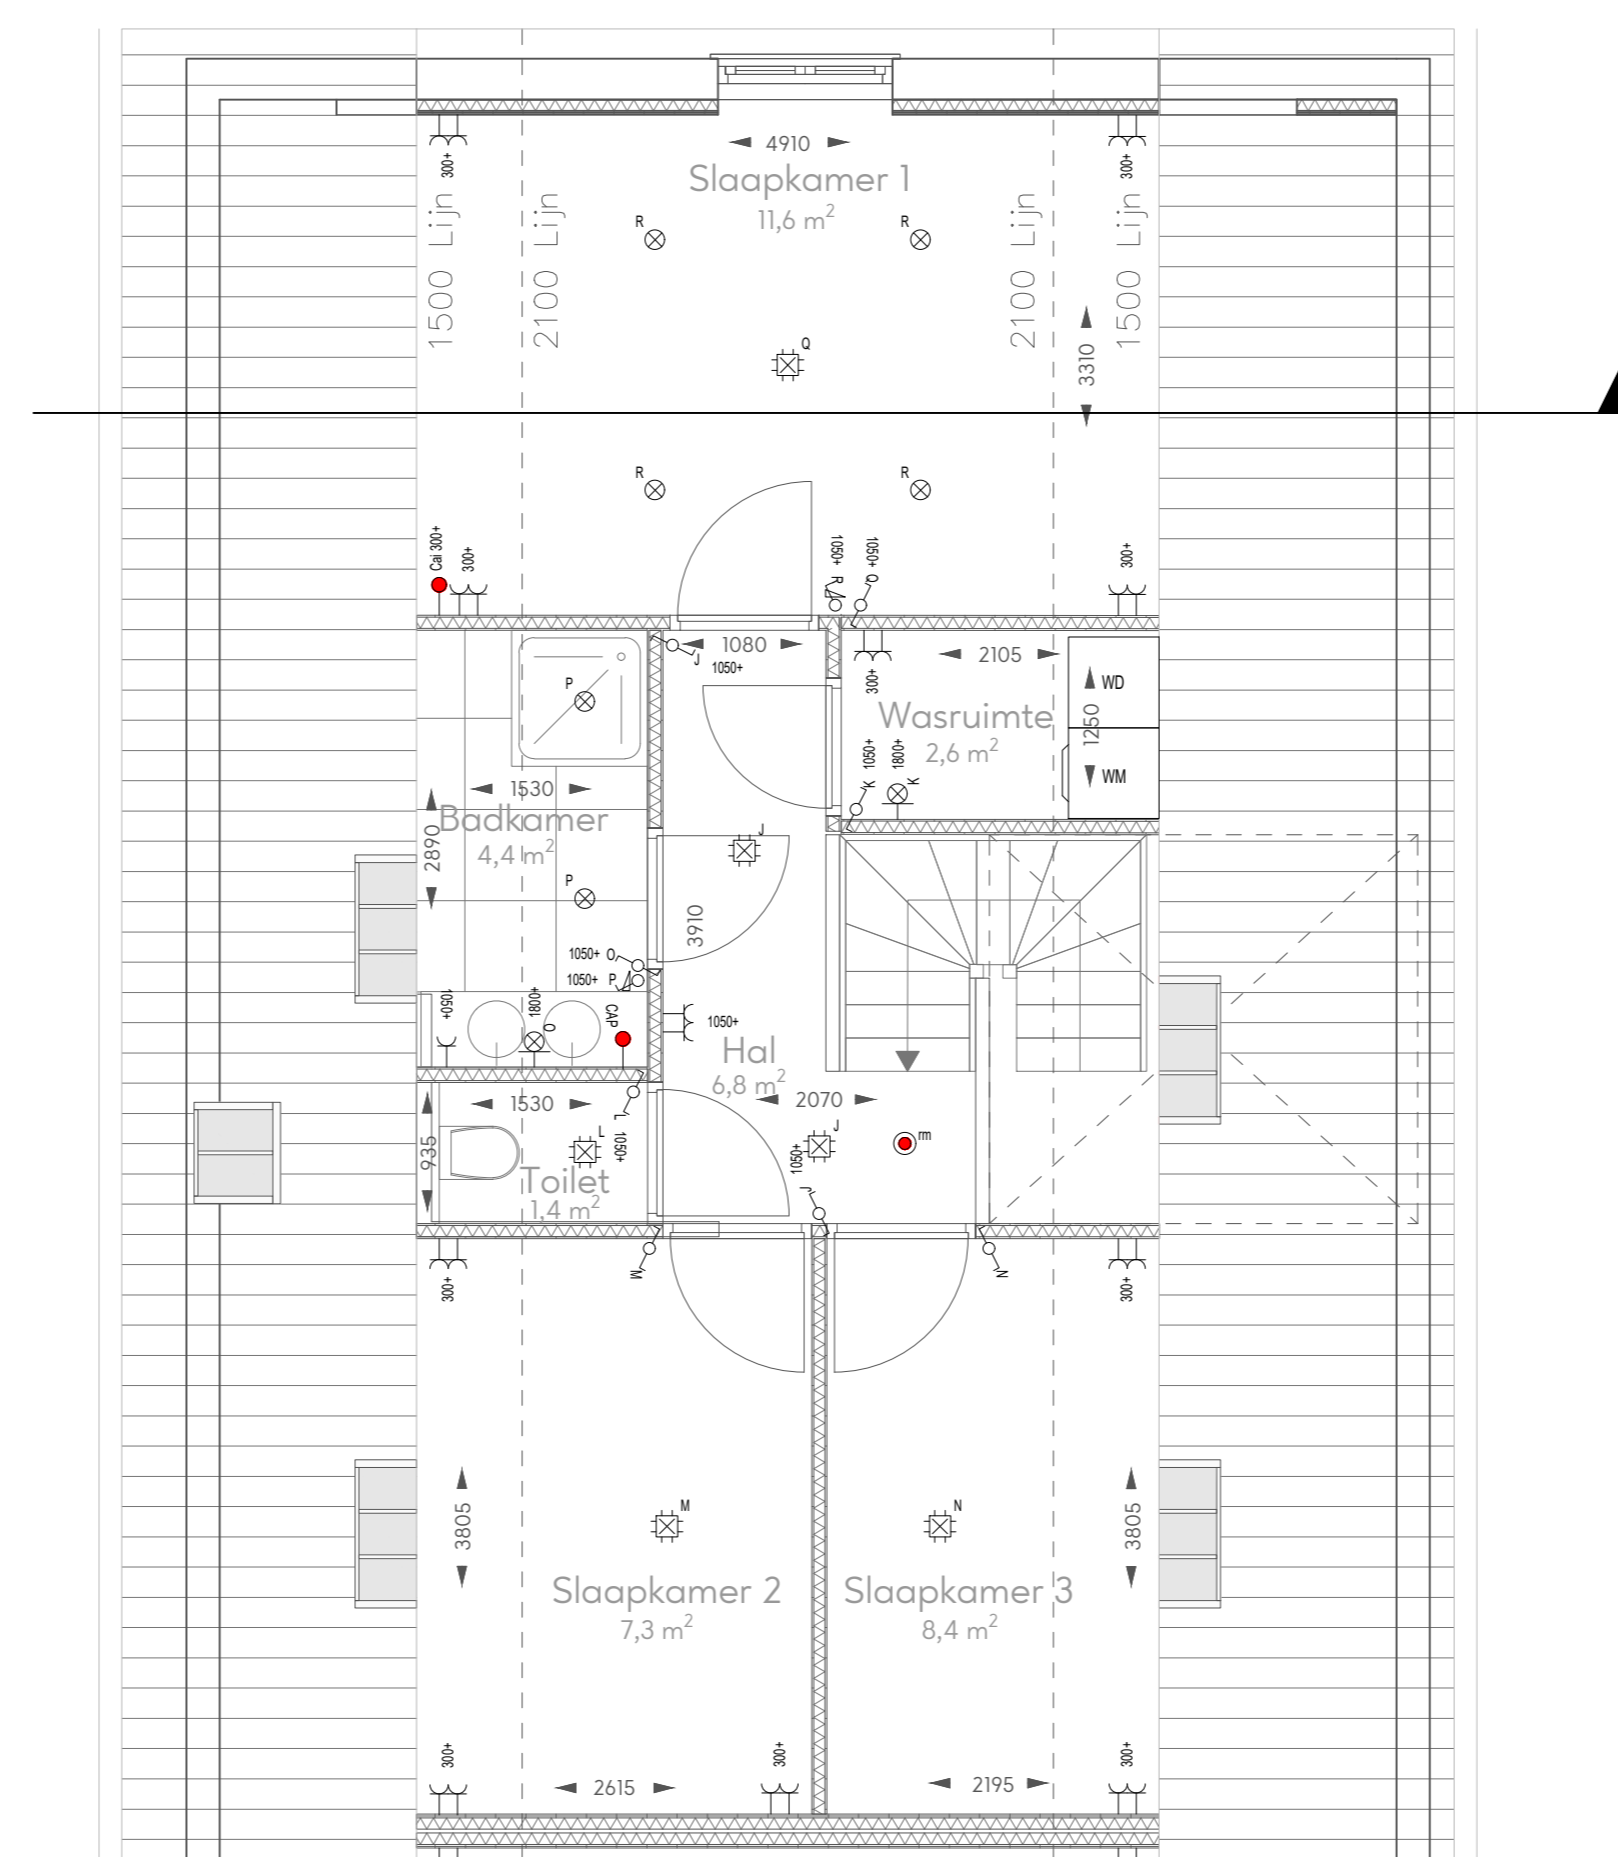 4910
Slaapkamer 1
11,6 m²
300+
300+
1500 Lijn
2100 Lijn
2100 Lijn
1500 Lijn
R
R
Q
3310
R
R
Cai 300+
300+
1050+ R
1050+ Q
300+
1080
J
1050+
2105
300+
WD
1250
WM
Wasruimte
2,6 m²
K 1050+
1800+
K
P
1530
Badkamer
4,4 m²
2890
J
P
3910
1050+ O
1050+ P
1050+
1800+
O
CAP
1050+
Hal
6,8 m²
2070
1530
935
L
L 1050+
Toilet
1,4 m²
J
1050+
J
rm
M
N
300+
300+
3805
M
N
3805
Slaapkamer 2
7,3 m²
Slaapkamer 3
8,4 m²
300+
300+
300+
2615
2195